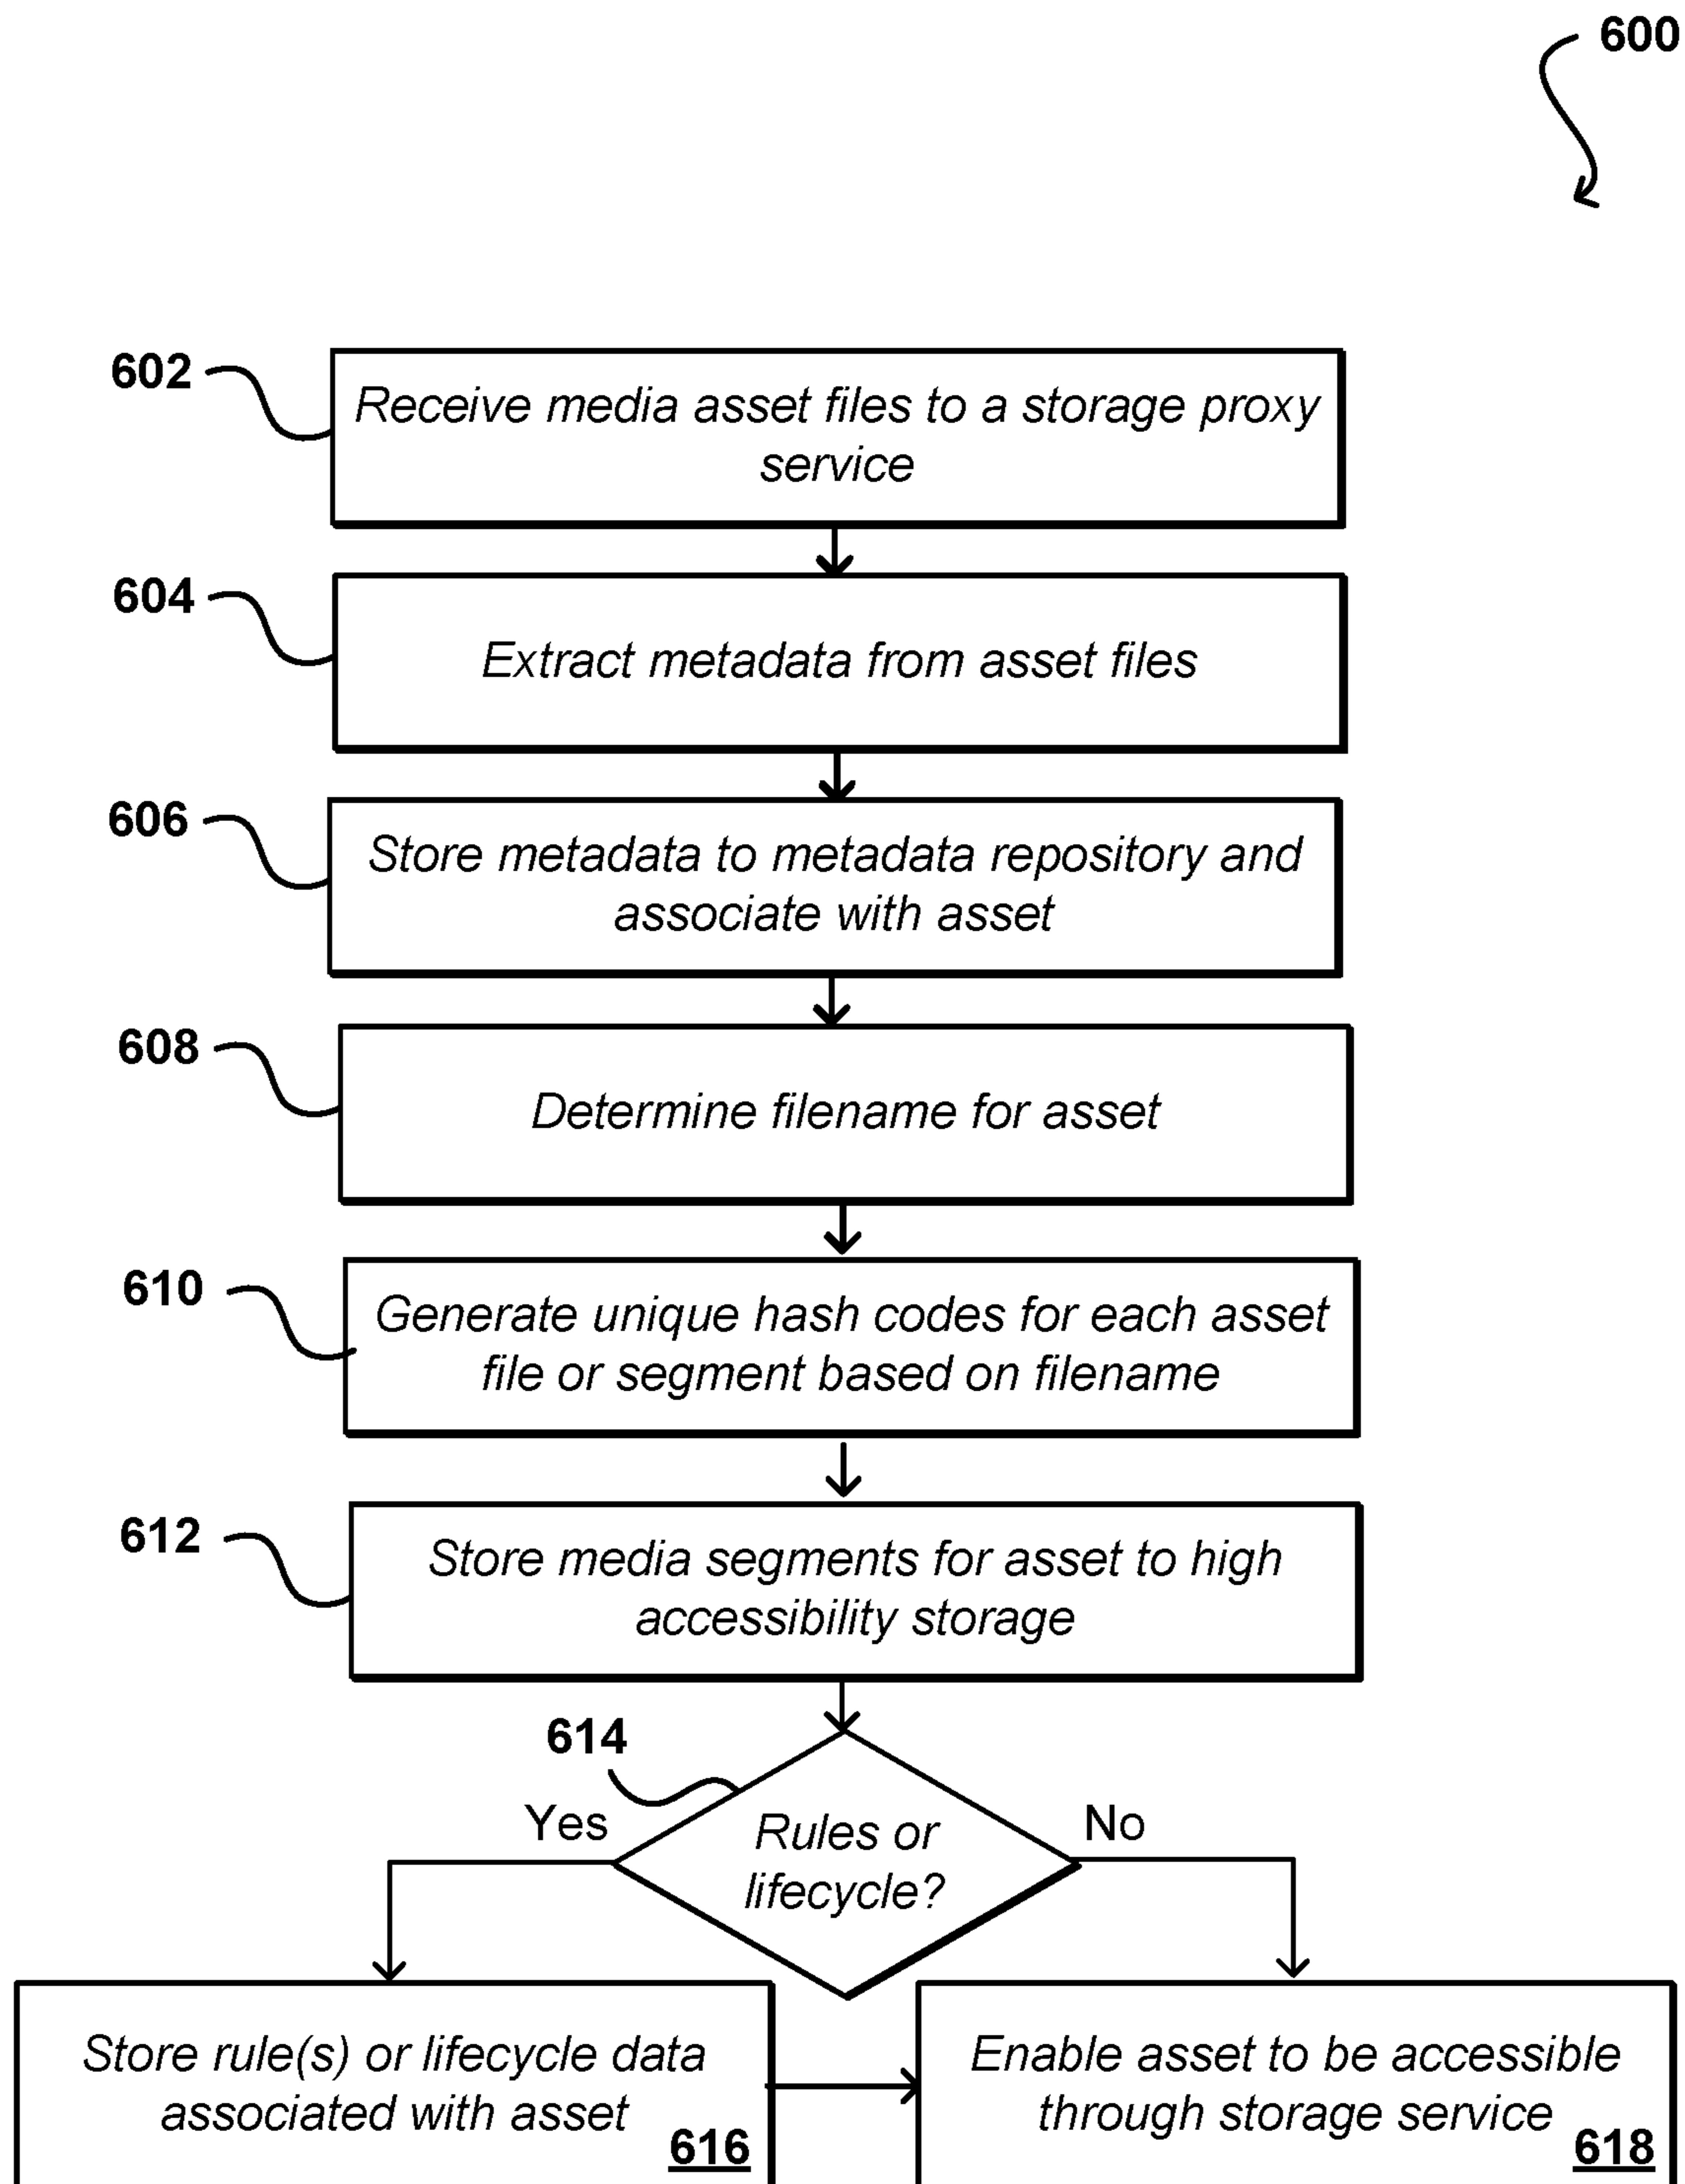 600
602
Receive media asset files to a storage proxy
service
604
Extract metadata from asset files
606
Store metadata to metadata repository and
associate with asset
608
Determine filename for asset
610
Generate unique hash codes for each asset
file or segment based on filename
612
Store media segments for asset to high
accessibility storage
614
Yes
Rules or
lifecycle?
No
Store rule(s) or lifecycle data
associated with asset
616
Enable asset to be accessible
through storage service
618